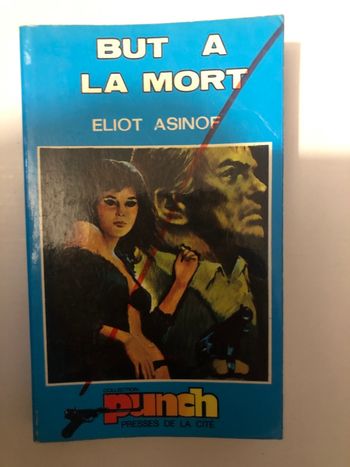 BUT A
LA MORT
ELIOT ASINOF
COLLECTION
punch
PRESSES DE LA CITÉ